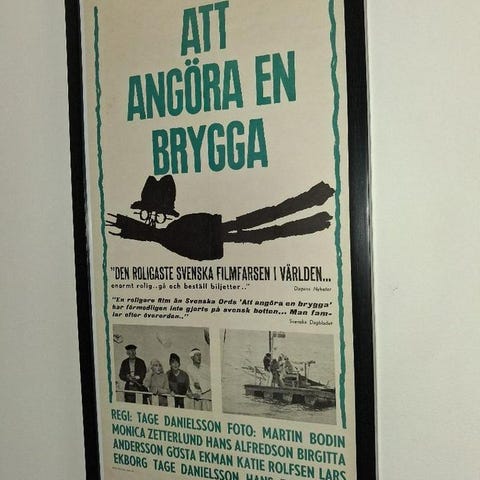 ATT
ANGÖRA EN
BRYGGA
"DEN ROLIGASTE SVENSKA FILMFARSEN I VÄRLDEN...
enormt rolig..gå och beställ biljetter..."
Dagens Nyheter
"En roligare film än Svenska Ords 'Att angöra en brygga'
har förmodligen inte gjorts på svensk botten... Man fam-
lar efter överorden.."
Svenska Dagbladet
REGI: TAGE DANIELSSON FOTO: MARTIN BODIN
MONICA ZETTERLUND HANS ALFREDSON BIRGITTA
ANDERSSON GÖSTA EKMAN KATIE ROLFSEN LARS
EKBORG TAGE DANIELSSON, HANS